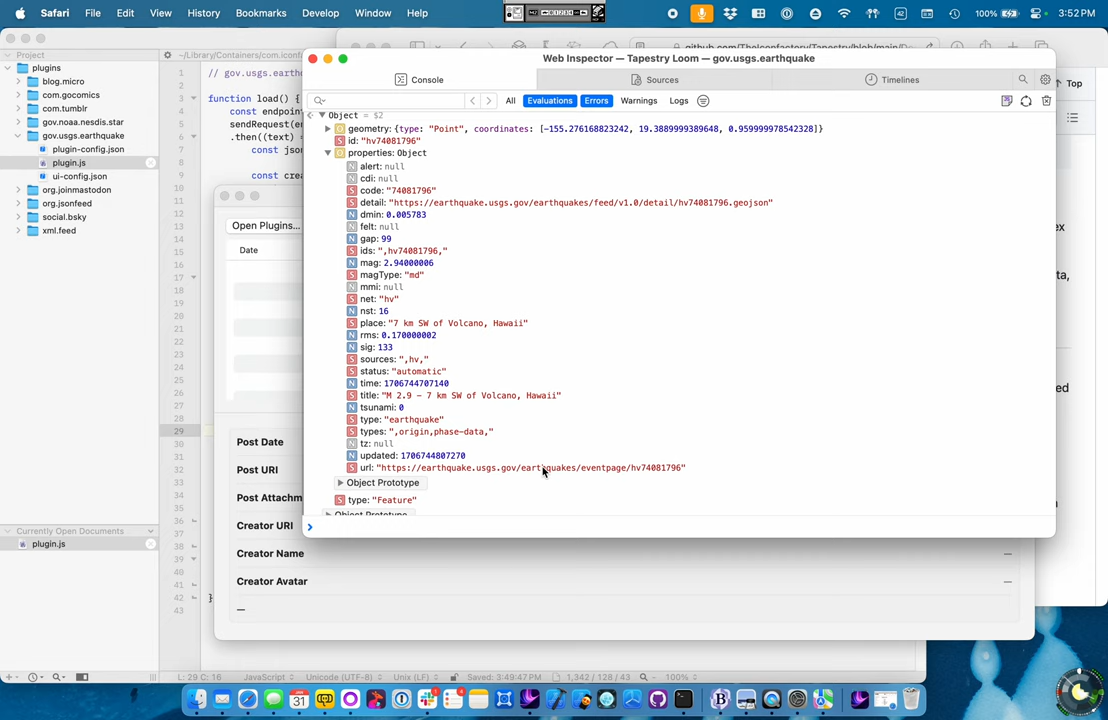 Safari File Edit View History Bookmarks Develop Window Help
42
100% 3:52PM
Project
plugins
blog.micro
com.gocomics
com.tumblr
gov.noaa.nesdis.star
gov.usgs.earthquake
plugin-config.json
plugin.js
ui-config.json
org.joinmastodon
org.jsonfeed
social.bsky
xml.feed
Currently Open Documents
plugin.js
// gov.usgs.earth
function load() {
sendRequest(e
.then((text) =
Open Plugins...
Date
Post Date
Post URI
Post Attachm
Creator URI
Creator Name —
Creator Avatar —
—
}
L: 29 C: 16 JavaScript Unicode (UTF-8) Unix (LF) Saved: 3:49:47 PM 1,342 / 128 / 43 100%
Top
Web Inspector — Tapestry Loom — gov.usgs.earthquake
Console Sources Timelines
All Evaluations Errors Warnings Logs
Object = $2
geometry: {type: "Point", coordinates: [-155.276168823242, 19.3889999389648, 0.959999978542328]}
id: "hv74081796"
properties: Object
alert: null
cdi: null
code: "74081796"
detail: "https://earthquake.usgs.gov/earthquakes/feed/v1.0/detail/hv74081796.geojson"
dmin: 0.005783
felt: null
gap: 99
ids: ",hv74081796,"
mag: 2.94000006
magType: "md"
mmi: null
net: "hv"
nst: 16
place: "7 km SW of Volcano, Hawaii"
rms: 0.170000002
sig: 133
sources: ",hv,"
status: "automatic"
time: 1706744707140
title: "M 2.9 - 7 km SW of Volcano, Hawaii"
tsunami: 0
type: "earthquake"
types: ",origin,phase-data,"
tz: null
updated: 1706744807270
url: "https://earthquake.usgs.gov/earthquakes/eventpage/hv74081796"
Object Prototype
type: "Feature"
Object Prototype